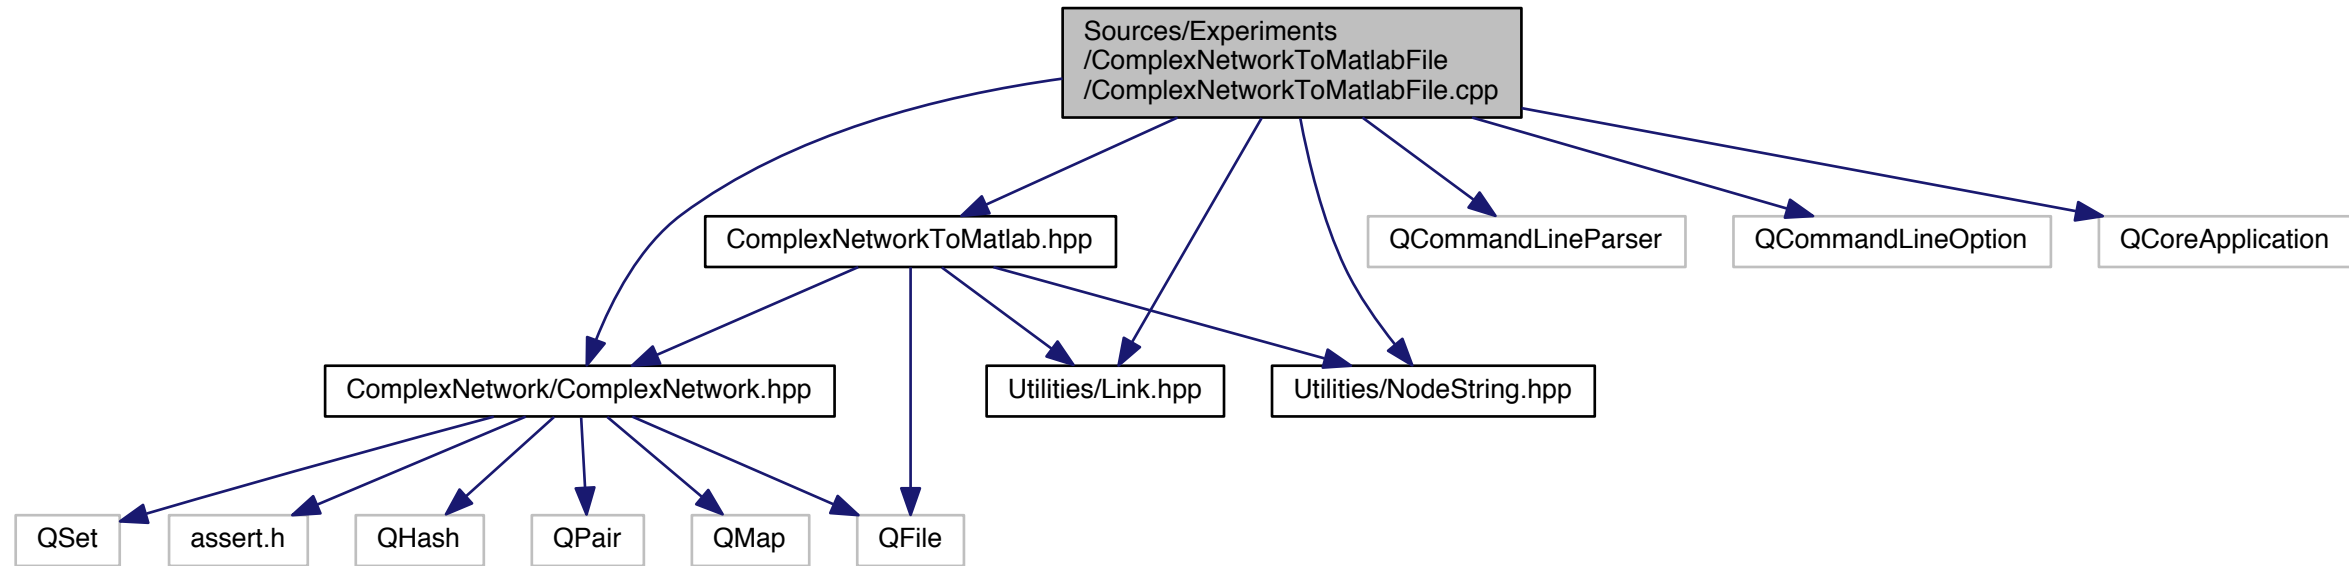 Sources/Experiments
/ComplexNetworkToMatlabFile
/ComplexNetworkToMatlabFile.cpp
ComplexNetworkToMatlab.hpp
QCommandLineParser
QCommandLineOption
QCoreApplication
ComplexNetwork/ComplexNetwork.hpp
Utilities/Link.hpp
Utilities/NodeString.hpp
QSet
assert.h
QHash
QPair
QMap
QFile